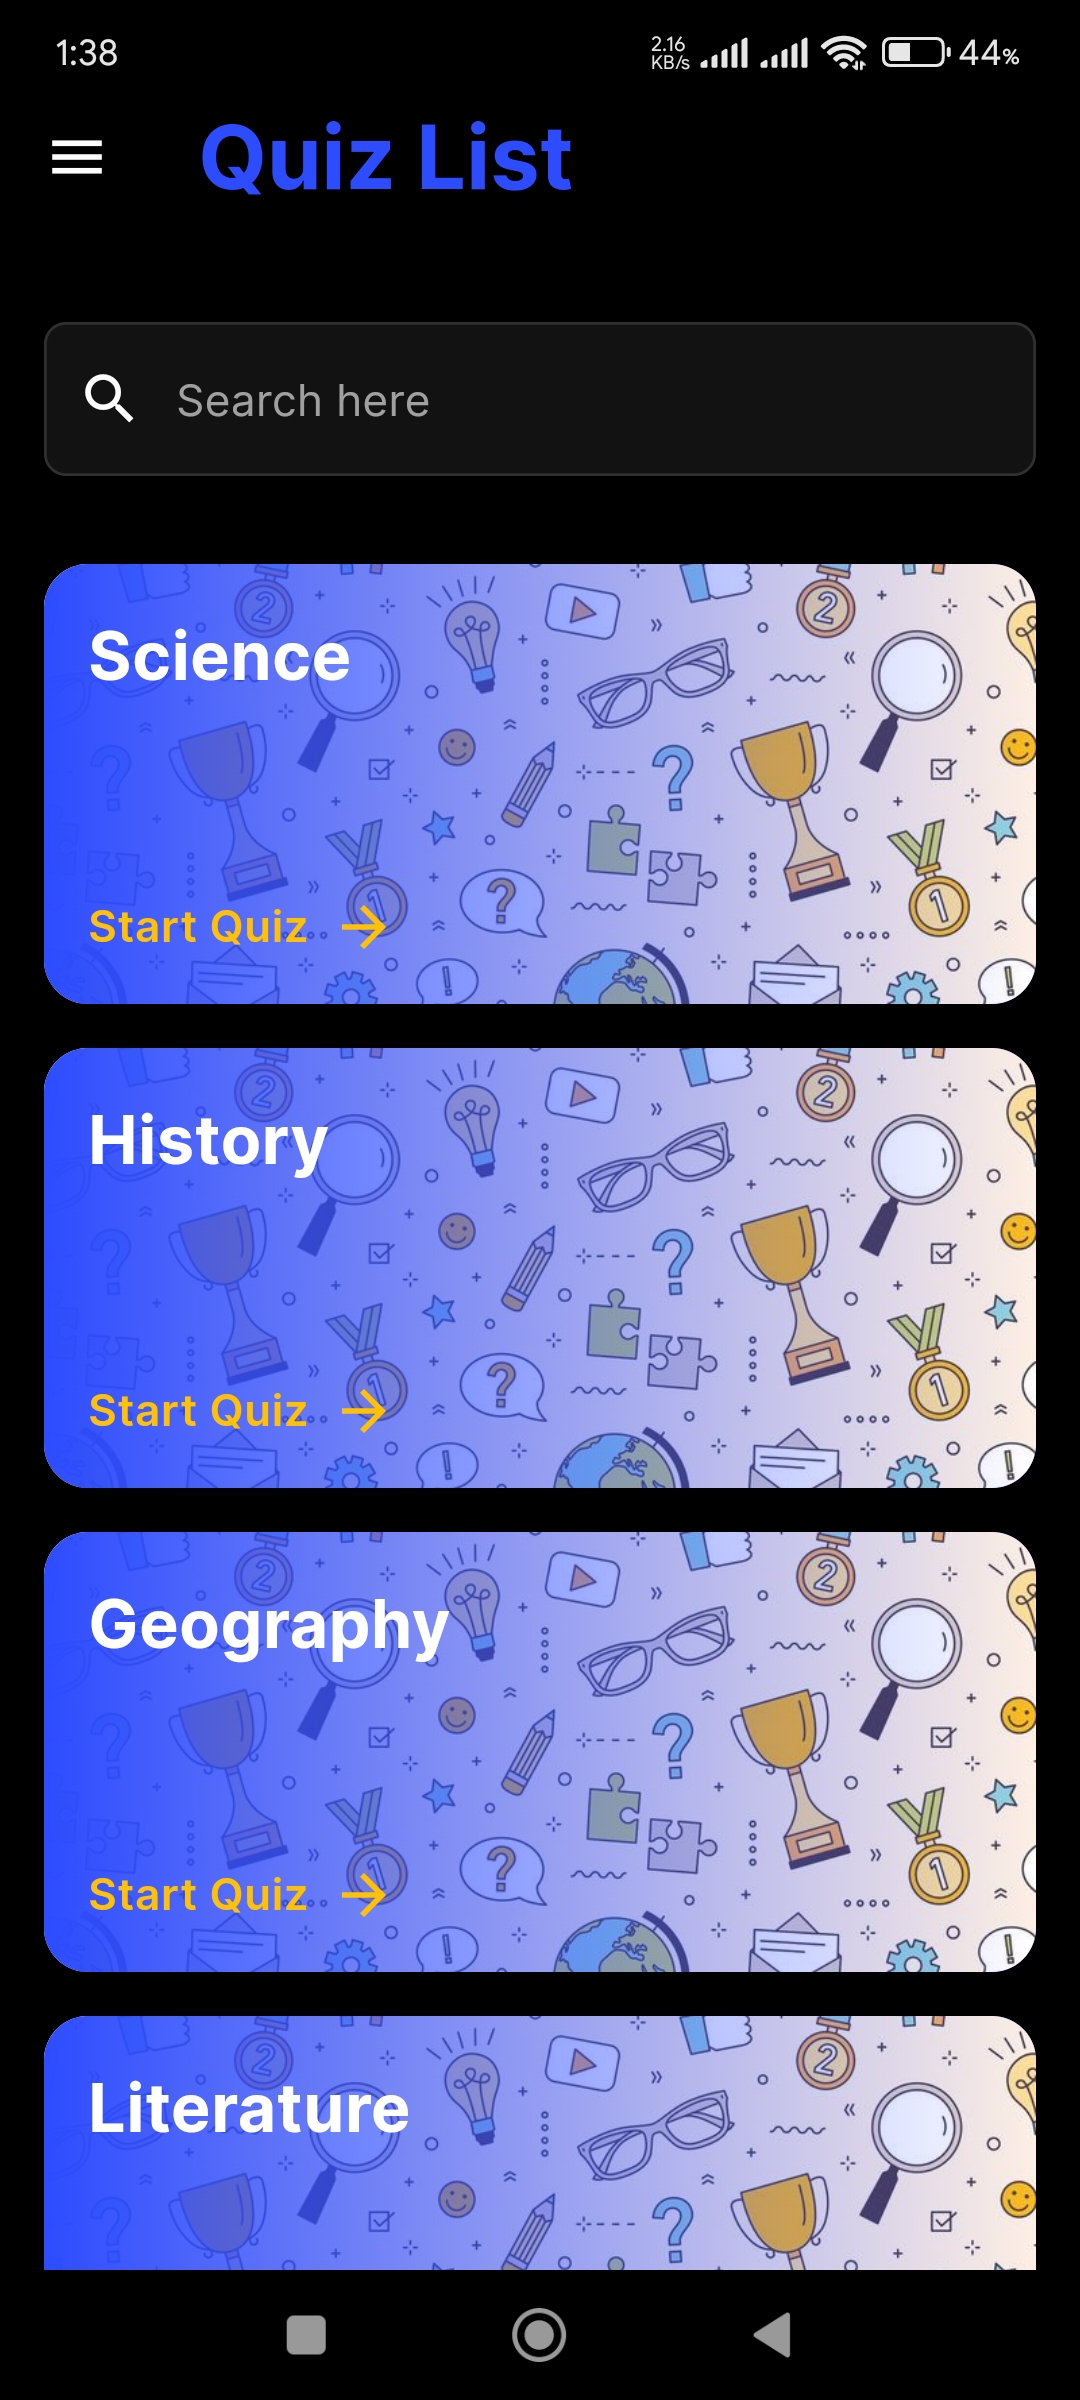 1:38
2.16
KB/s
44%
Quiz List
Search here
Science
Start Quiz
History
Start Quiz
Geography
Start Quiz
Literature